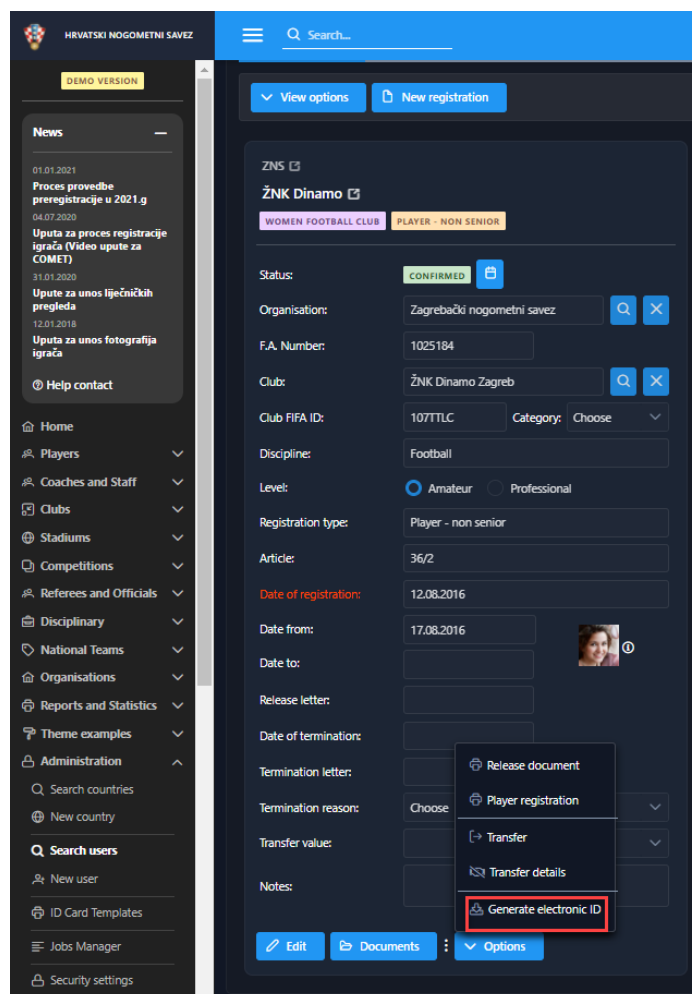 HRVATSKI NOGOMETNI SAVEZ
Search...
DEMO VERSION
News
01.01.2021
Proces provedbe
preregistracije u 2021.g
04.07.2020
Uputa za proces registracije
igrača (Video upute za
COMET)
31.01.2020
Upute za unos liječničkih
pregleda
12.01.2018
Uputa za unos fotografija
igrača
Help contact
Home
Players
Coaches and Staff
Clubs
Stadiums
Competitions
Referees and Officials
Disciplinary
National Teams
Organisations
Reports and Statistics
Theme examples
Administration
Search countries
New country
Search users
New user
ID Card Templates
Jobs Manager
Security settings
View options
New registration
ZNS
ŽNK Dinamo
WOMEN FOOTBALL CLUB PLAYER - NON SENIOR
Status: CONFIRMED
Organisation: Zagrebački nogometni savez
F.A. Number: 1025184
Club: ŽNK Dinamo Zagreb
Club FIFA ID: 107TTLC Category: Choose
Discipline: Football
Level: Amateur Professional
Registration type: Player - non senior
Article: 36/2
Date of registration: 12.08.2016
Date from: 17.08.2016
Date to:
Release letter:
Date of termination:
Termination letter:
Termination reason: Choose
Transfer value:
Notes:
Release document
Player registration
Transfer
Transfer details
Generate electronic ID
Edit Documents Options